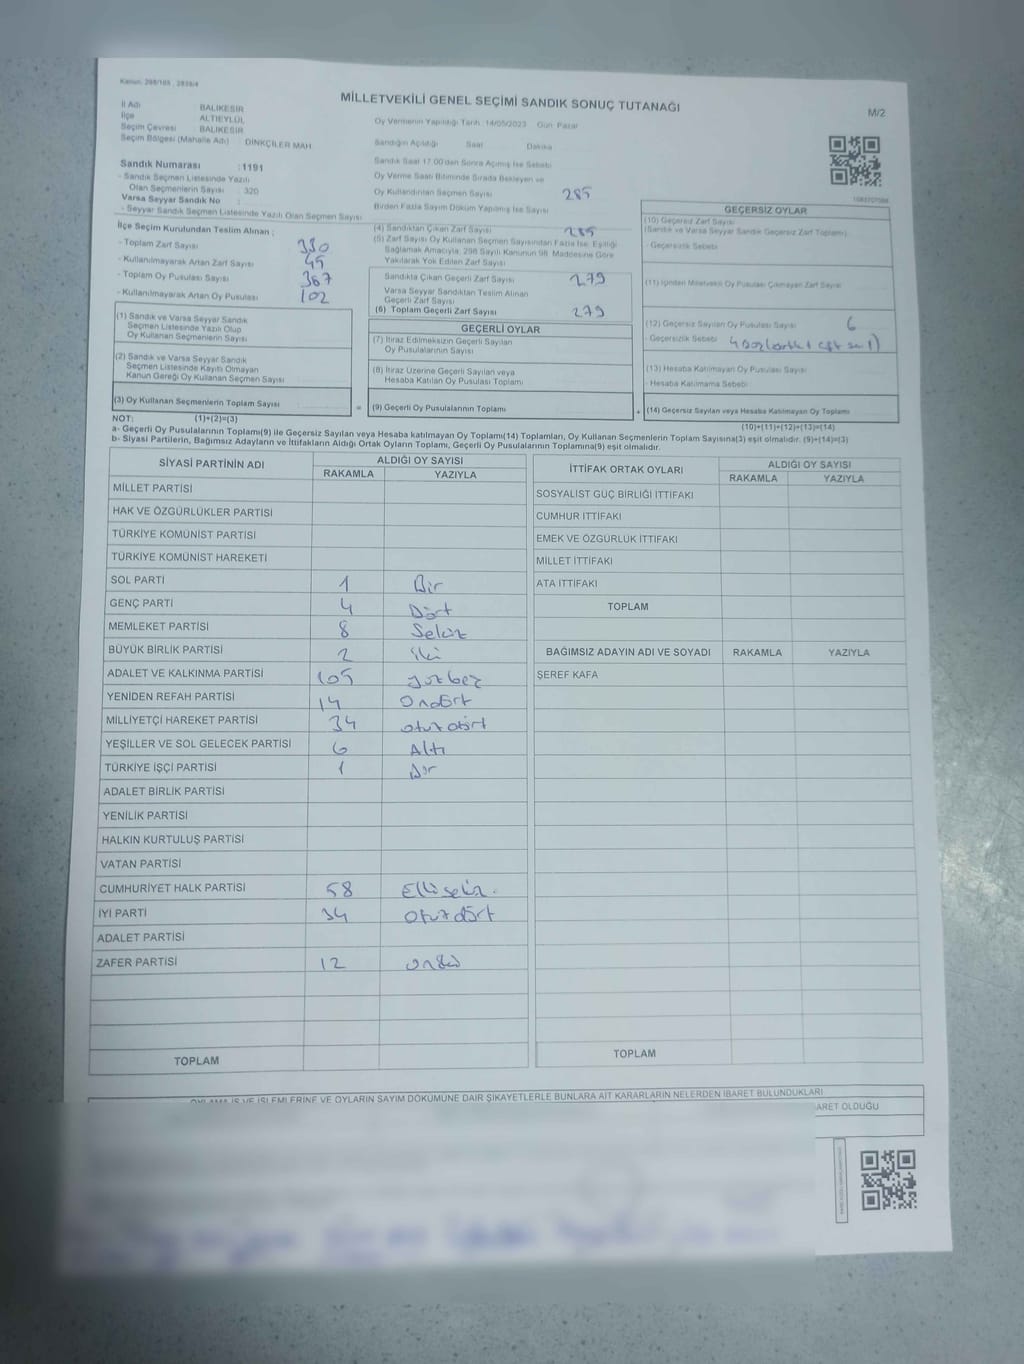 Kanun: 298/105 , 2839/4
MİLLETVEKİLİ GENEL SEÇİMİ SANDIK SONUÇ TUTANAĞI
M/2
İl Adı BALIKESİR
İlçe ALTIEYLÜL
Seçim Çevresi BALIKESİR
Seçim Bölgesi (Mahalle Adı) : DİNKÇİLER MAH.
Oy Vermenin Yapıldığı Tarih: 14/05/2023 Gün: Pazar
Sandığın Açıldığı Saat Dakika
Sandık Numarası :1191
- Sandık Seçmen Listesinde Yazılı
Olan Seçmenlerin Sayısı : 320
Varsa Seyyar Sandık No :
- Seyyar Sandık Seçmen Listesinde Yazılı Olan Seçmen Sayısı
Sandık Saat 17.00'den Sonra Açılmış İse Sebebi
Oy Verme Saati Bitiminde Sırada Bekleyen ve
Oy Kullandırılan Seçmen Sayısı 285
Birden Fazla Sayım Döküm Yapılmış İse Sayısı
İlçe Seçim Kurulundan Teslim Alınan ;
- Toplam Zarf Sayısı 330
- Kullanılmayarak Artan Zarf Sayısı 45
- Toplam Oy Pusulası Sayısı 387
- Kullanılmayarak Artan Oy Pusulası 102
(4) Sandıktan Çıkan Zarf Sayısı 285
(5) Zarf Sayısı Oy Kullanan Seçmen Sayısından Fazla İse, Eşitliği
Sağlamak Amacıyla, 298 Sayılı Kanunun 98. Maddesine Göre
Yakılarak Yok Edilen Zarf Sayısı
Sandıkta Çıkan Geçerli Zarf Sayısı 279
Varsa Seyyar Sandıktan Teslim Alınan
Geçerli Zarf Sayısı
(6) Toplam Geçerli Zarf Sayısı 279
GEÇERSİZ OYLAR
(10) Geçersiz Zarf Sayısı
(Sandık ve Varsa Seyyar Sandık Geçersiz Zarf Toplamı)
- Geçersizlik Sebebi
(11) İçinden Milletvekili Oy Pusulası Çıkmayan Zarf Sayısı
(12) Geçersiz Sayılan Oy Pusulası Sayısı 6
- Geçersizlik Sebebi
(13) Hesaba Katılmayan Oy Pusulası Sayısı
- Hesaba Katılmama Sebebi
(14) Geçersiz Sayılan veya Hesaba Katılmayan Oy Toplamı
(10)+(11)+(12)+(13)=(14)
(1) Sandık ve Varsa Seyyar Sandık
Seçmen Listesinde Yazılı Olup
Oy Kullanan Seçmenlerin Sayısı
(2) Sandık ve Varsa Seyyar Sandık
Seçmen Listesinde Kayıtlı Olmayan
Kanun Gereği Oy Kullanan Seçmen Sayısı
(3) Oy Kullanan Seçmenlerin Toplam Sayısı
=
GEÇERLİ OYLAR
(7) İtiraz Edilmeksizin Geçerli Sayılan
Oy Pusulalarının Sayısı
(8) İtiraz Üzerine Geçerli Sayılan veya
Hesaba Katılan Oy Pusulası Toplamı
(9) Geçerli Oy Pusulalarının Toplamı
+
NOT: (1)+(2)=(3)
a- Geçerli Oy Pusulalarının Toplamı(9) ile Geçersiz Sayılan veya Hesaba katılmayan Oy Toplamı(14) Toplamları, Oy Kullanan Seçmenlerin Toplam Sayısına(3) eşit olmalıdır. (9)+(14)=(3)
b- Siyasi Partilerin, Bağımsız Adayların ve İttifakların Aldığı Ortak Oyların Toplamı, Geçerli Oy Pusulalarının Toplamına(9) eşit olmalıdır.
SİYASİ PARTİNİN ADI ALDIĞI OY SAYISI
RAKAMLA YAZIYLA
MİLLET PARTİSİ
HAK VE ÖZGÜRLÜKLER PARTİSİ
TÜRKİYE KOMÜNİST PARTİSİ
TÜRKİYE KOMÜNİST HAREKETİ
SOL PARTİ 1 Bir
GENÇ PARTİ 4 Dört
MEMLEKET PARTİSİ 8 Sekiz
BÜYÜK BİRLİK PARTİSİ 2 iki
ADALET VE KALKINMA PARTİSİ 105 yüzbeş
YENİDEN REFAH PARTİSİ 14 Ondört
MİLLİYETÇİ HAREKET PARTİSİ 34 otuzdört
YEŞİLLER VE SOL GELECEK PARTİSİ 6 Altı
TÜRKİYE İŞÇİ PARTİSİ 1 Bir
ADALET BİRLİK PARTİSİ
YENİLİK PARTİSİ
HALKIN KURTULUŞ PARTİSİ
VATAN PARTİSİ
CUMHURİYET HALK PARTİSİ 58 Ellisekiz.
İYİ PARTİ 34 otuzdört
ADALET PARTİSİ
ZAFER PARTİSİ 12 oniki
TOPLAM
İTTİFAK ORTAK OYLARI ALDIĞI OY SAYISI
RAKAMLA YAZIYLA
SOSYALİST GÜÇ BİRLİĞİ İTTİFAKI
CUMHUR İTTİFAKI
EMEK VE ÖZGÜRLÜK İTTİFAKI
MİLLET İTTİFAKI
ATA İTTİFAKI
TOPLAM
BAĞIMSIZ ADAYIN ADI VE SOYADI RAKAMLA YAZIYLA
ŞEREF KAFA
TOPLAM
OYLAMA İŞ VE İŞLEMLERİNE VE OYLARIN SAYIM DÖKÜMÜNE DAİR ŞİKAYETLERLE BUNLARA AİT KARARLARIN NELERDEN İBARET BULUNDUKLARI
OLDUĞU